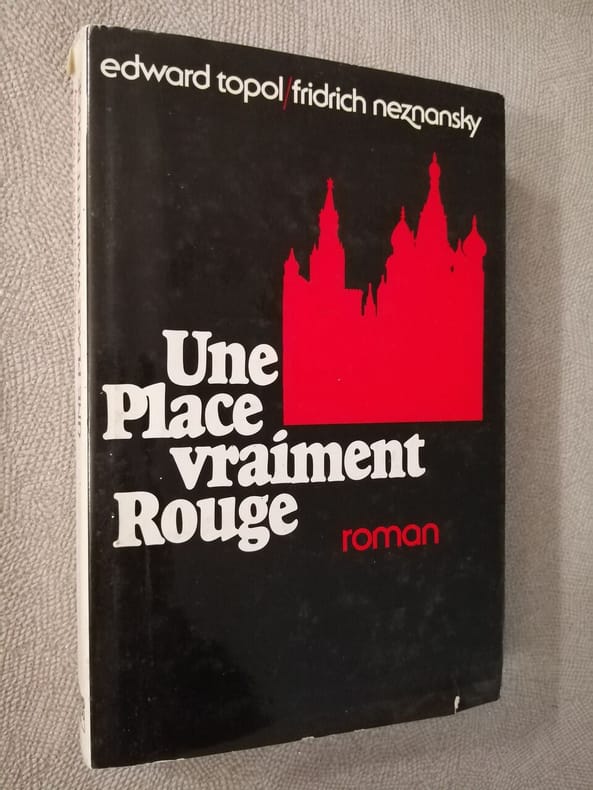 edward topol/fridrich neznansky
Une
Place
vraiment
Rouge
roman